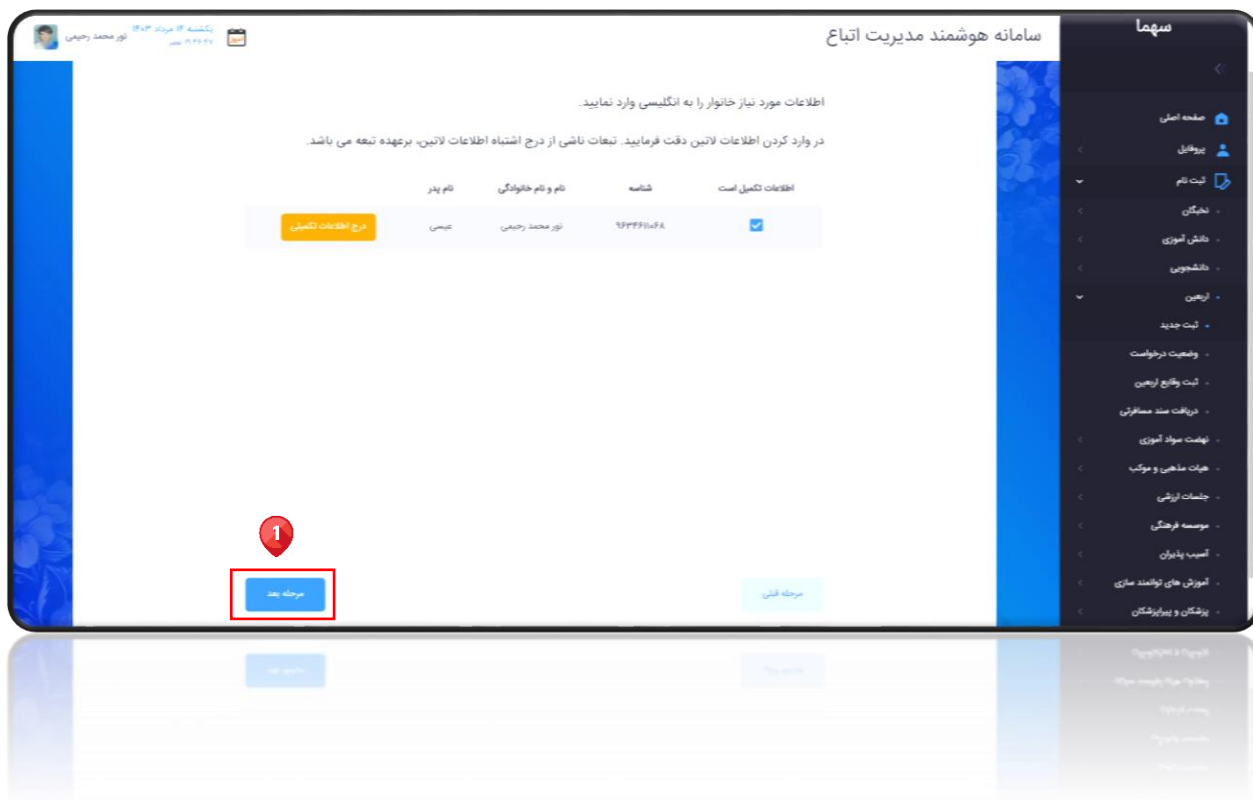 سهما
سامانه هوشمند مدیریت اتباع
یکشنبه ۱۴ مرداد ۱۴۰۳
نور محمد رحیمی
امروز
صفحه اصلی
پروفایل
ثبت نام
نخبگان
دانش آموزی
دانشجویی
اربعین
ثبت جدید
وضعیت درخواست
ثبت وقایع اربعین
دریافت سند مسافرتی
نهضت سواد آموزی
هیات مذهبی و موکب
جلسات ارزشی
موسسه فرهنگی
آسیب پذیران
آموزش های توانمند سازی
پزشکان و پیراپزشکان
اطلاعات مورد نیاز خانوار را به انگلیسی وارد نمایید.
در وارد کردن اطلاعات لاتین دقت فرمایید. تبعات ناشی از درج اشتباه اطلاعات لاتین، برعهده تبعه می باشد.
اطلاعات تکمیل است شناسه نام و نام خانوادگی نام پدر
نور محمد رحیمی عیسی درج اطلاعات تکمیلی
1
مرحله قبلی مرحله بعد